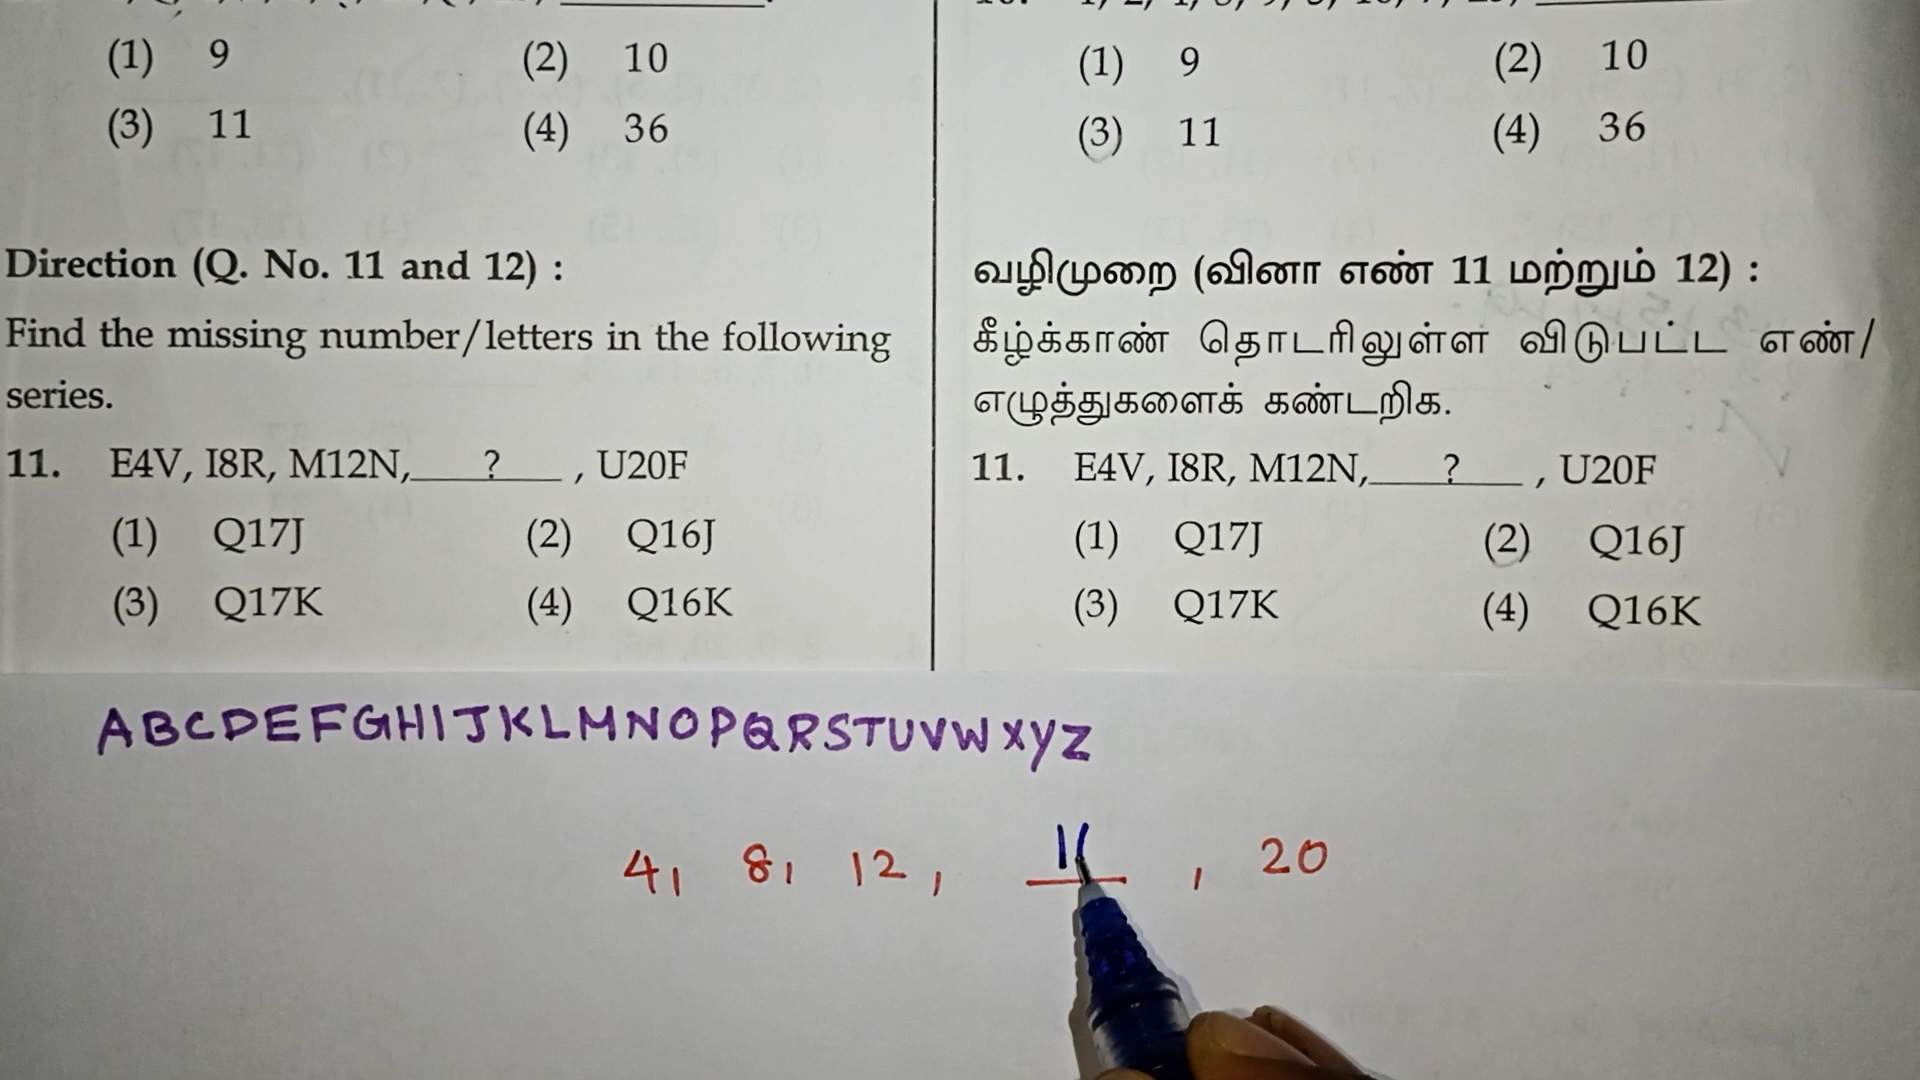 (1) 9 (2) 10
(3) 11 (4) 36
Direction (Q. No. 11 and 12) :
Find the missing number/letters in the following
series.
11. E4V, I8R, M12N, ? , U20F
(1) Q17J (2) Q16J
(3) Q17K (4) Q16K
(1) 9 (2) 10
(3) 11 (4) 36
வழிமுறை (வினா எண் 11 மற்றும் 12) :
கீழ்க்காண் தொடரிலுள்ள விடுபட்ட எண்/
எழுத்துகளைக் கண்டறிக.
11. E4V, I8R, M12N, ? , U20F
(1) Q17J (2) Q16J
(3) Q17K (4) Q16K
ABCDEFGHIJKLMNOPQRSTUVWXYZ
4, 8, 12, , 20